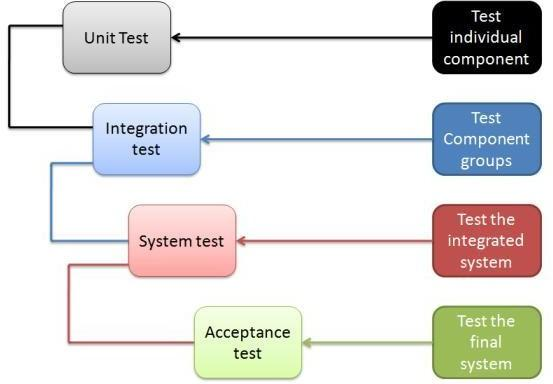 Unit Test
Test
individual
component
Integration
test
Test
Component
groups
System test
Test the
integrated
system
Acceptance
test
Test the
final
system